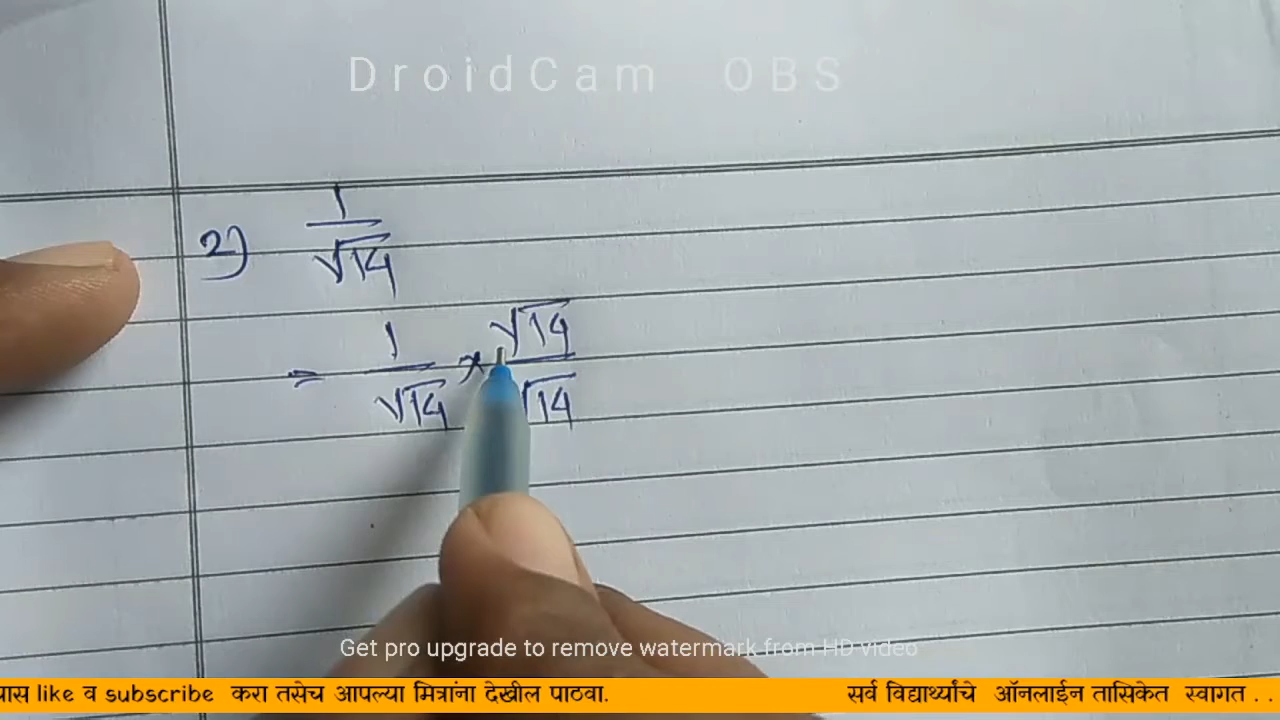 DroidCam OBS
2) 1/√14
= 1/√14 × √14/√14
Get pro upgrade to remove watermark from HD video
यास like व subscribe करा तसेच आपल्या मित्रांना देखील पाठवा. सर्व विद्यार्थ्यांचे ऑनलाईन तासिकेत स्वागत . .